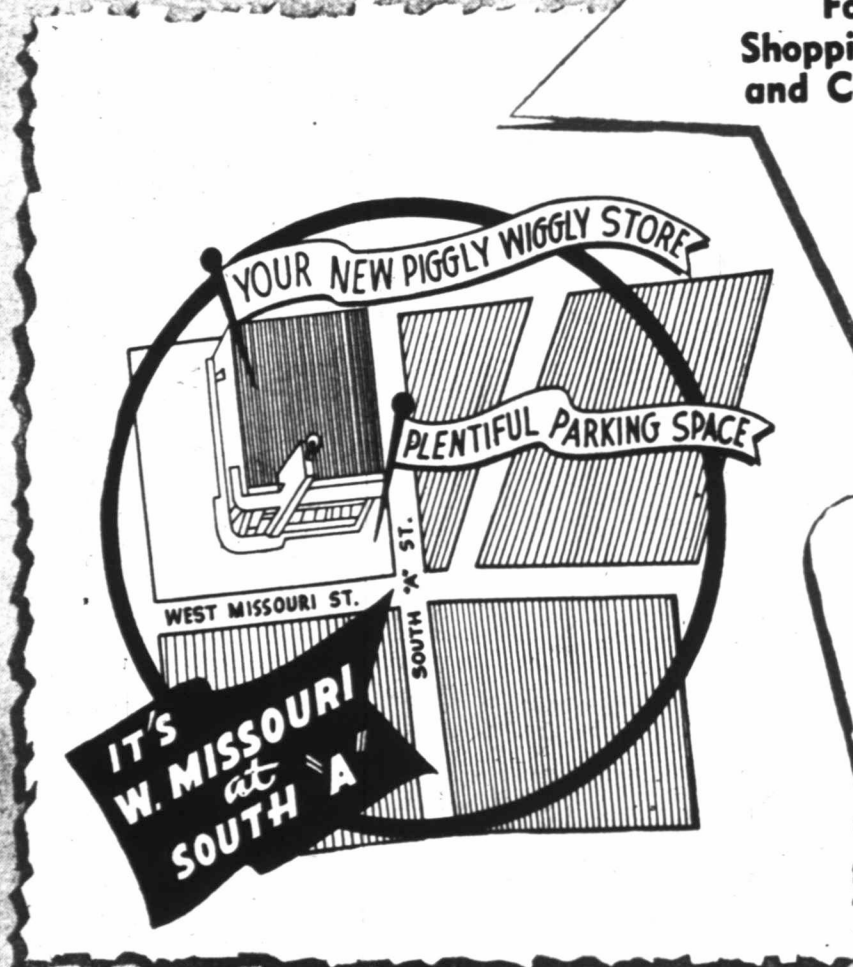 Shoppi
and C
YOUR NEW PIGGLY WIGGLY STORE
PLENTIFUL PARKING SPACE
WEST MISSOURI ST.
SOUTH "A" ST.
IT'S
W. MISSOURI
at
SOUTH "A"